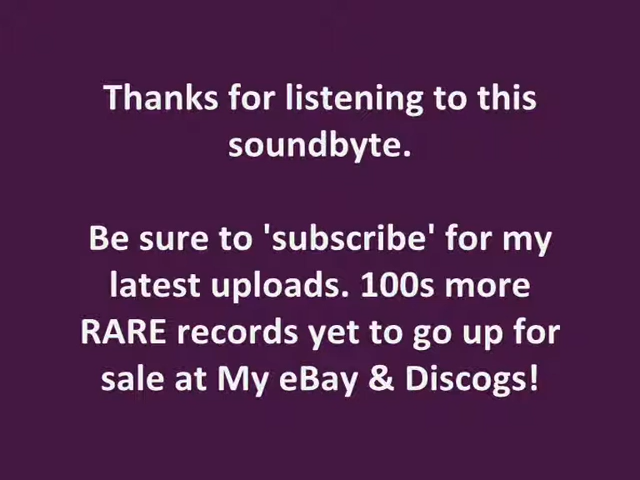 Thanks for listening to this
soundbyte.
Be sure to 'subscribe' for my
latest uploads. 100s more
RARE records yet to go up for
sale at My eBay & Discogs!